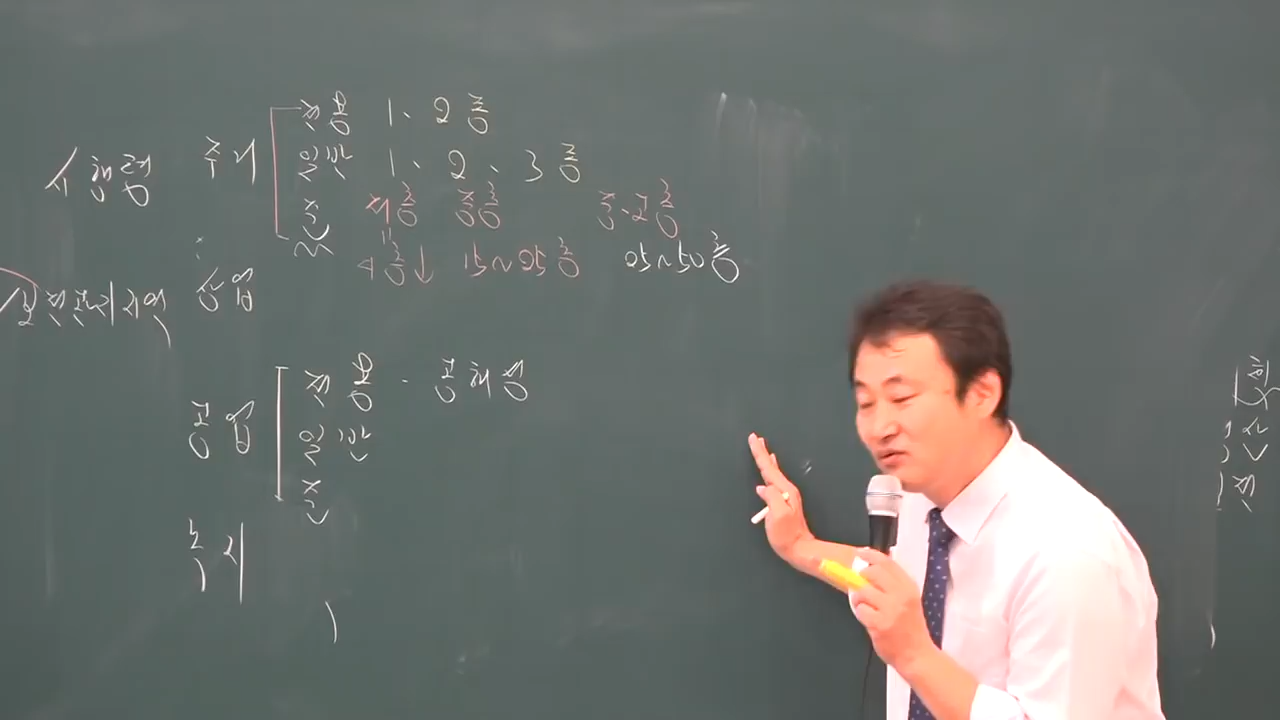 전용 1、2종
시행령 주거 일반 1、2、3종
준 저층 중층 중·고층
4층↓ 15~25층 25~50층
상업
보전관리지역
전용 · 공해성
공업 일반
준
녹지